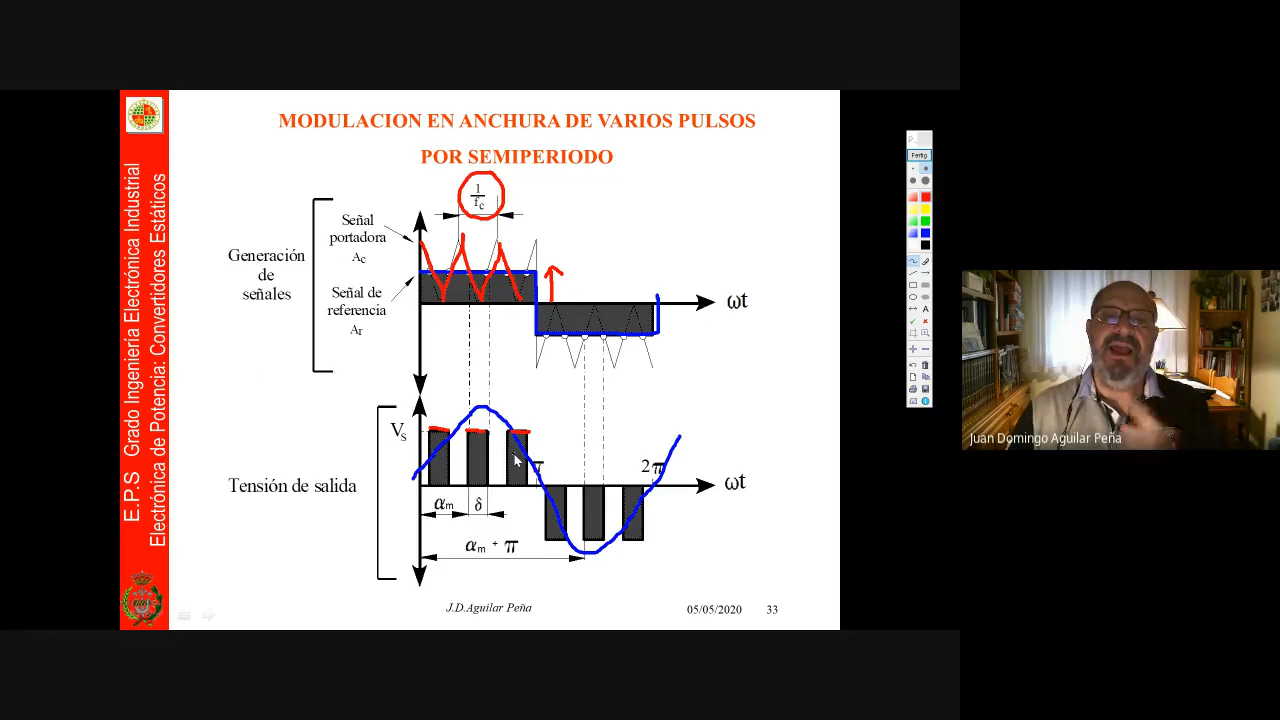 MODULACION EN ANCHURA DE VARIOS PULSOS
POR SEMIPERIODO
E.P.S Grado Ingeniería Electrónica Industrial
Electrónica de Potencia: Convertidores Estáticos
1
fc
Señal
portadora
Ac
Generación
de
señales
Señal de
referencia
Ar
ωt
Vs
π
2π
Tensión de salida
ωt
αm
δ
αm + π
J.D.Aguilar Peña
05/05/2020
33
P...
Fertig
A
Juan Domingo Aguilar Peña